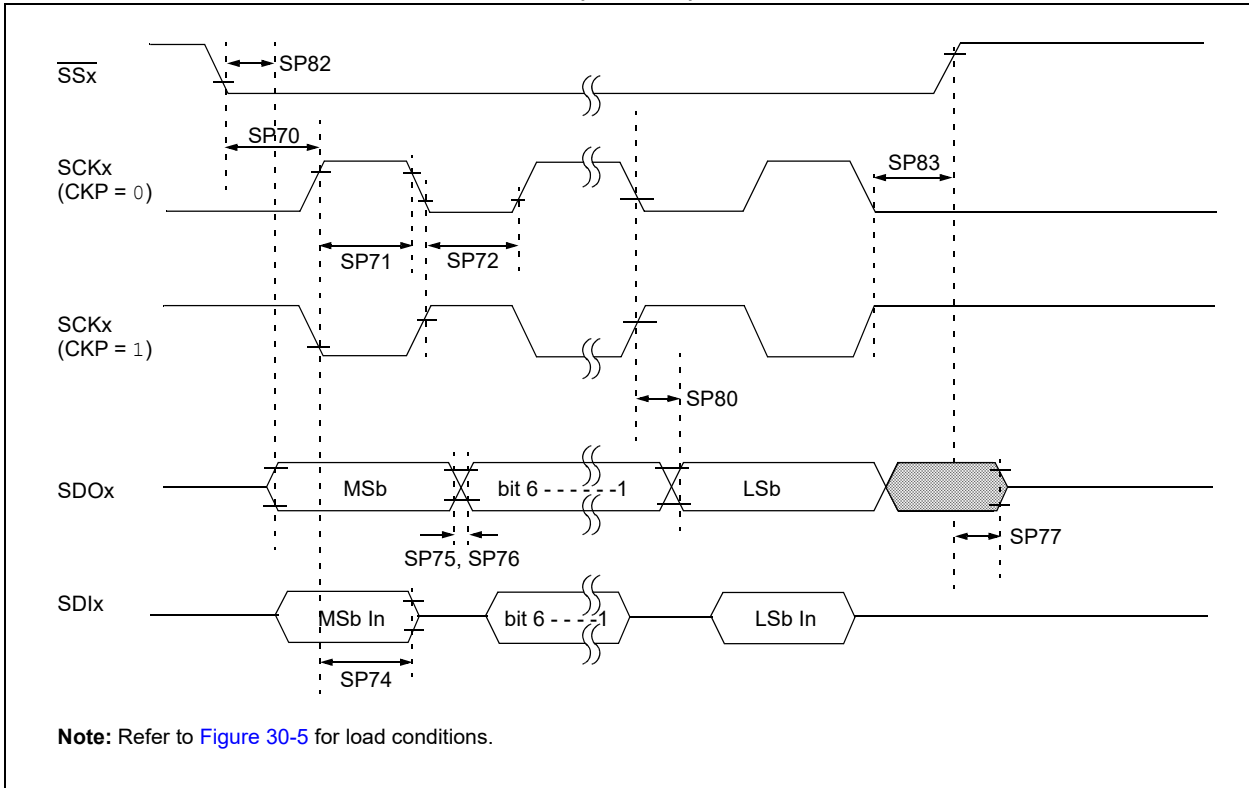 SSx
SP82
SP70
SCKx
(CKP = 0)
SP83
SP71
SP72
SCKx
(CKP = 1)
SP80
SDOx
MSb
bit 6 - - - - - -1
LSb
SP77
SP75, SP76
SDIx
MSb In
bit 6 - - - -1
LSb In
SP74
Note: Refer to Figure 30-5 for load conditions.